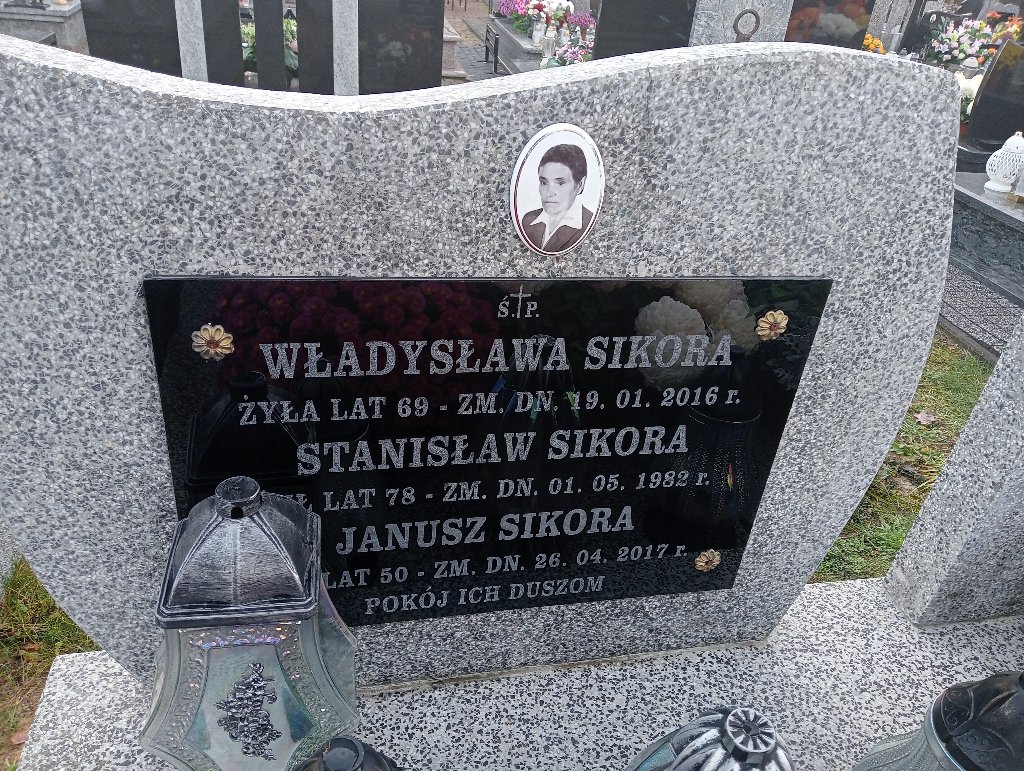 Ś.†P.
WŁADYSŁAWA SIKORA
ŻYŁA LAT 69 - ZM. DN. 19. 01. 2016 r.
STANISŁAW SIKORA
LAT 78 - ZM. DN. 01. 05. 1982 r.
JANUSZ SIKORA
LAT 50 - ZM. DN. 26. 04. 2017 r.
POKÓJ ICH DUSZOM